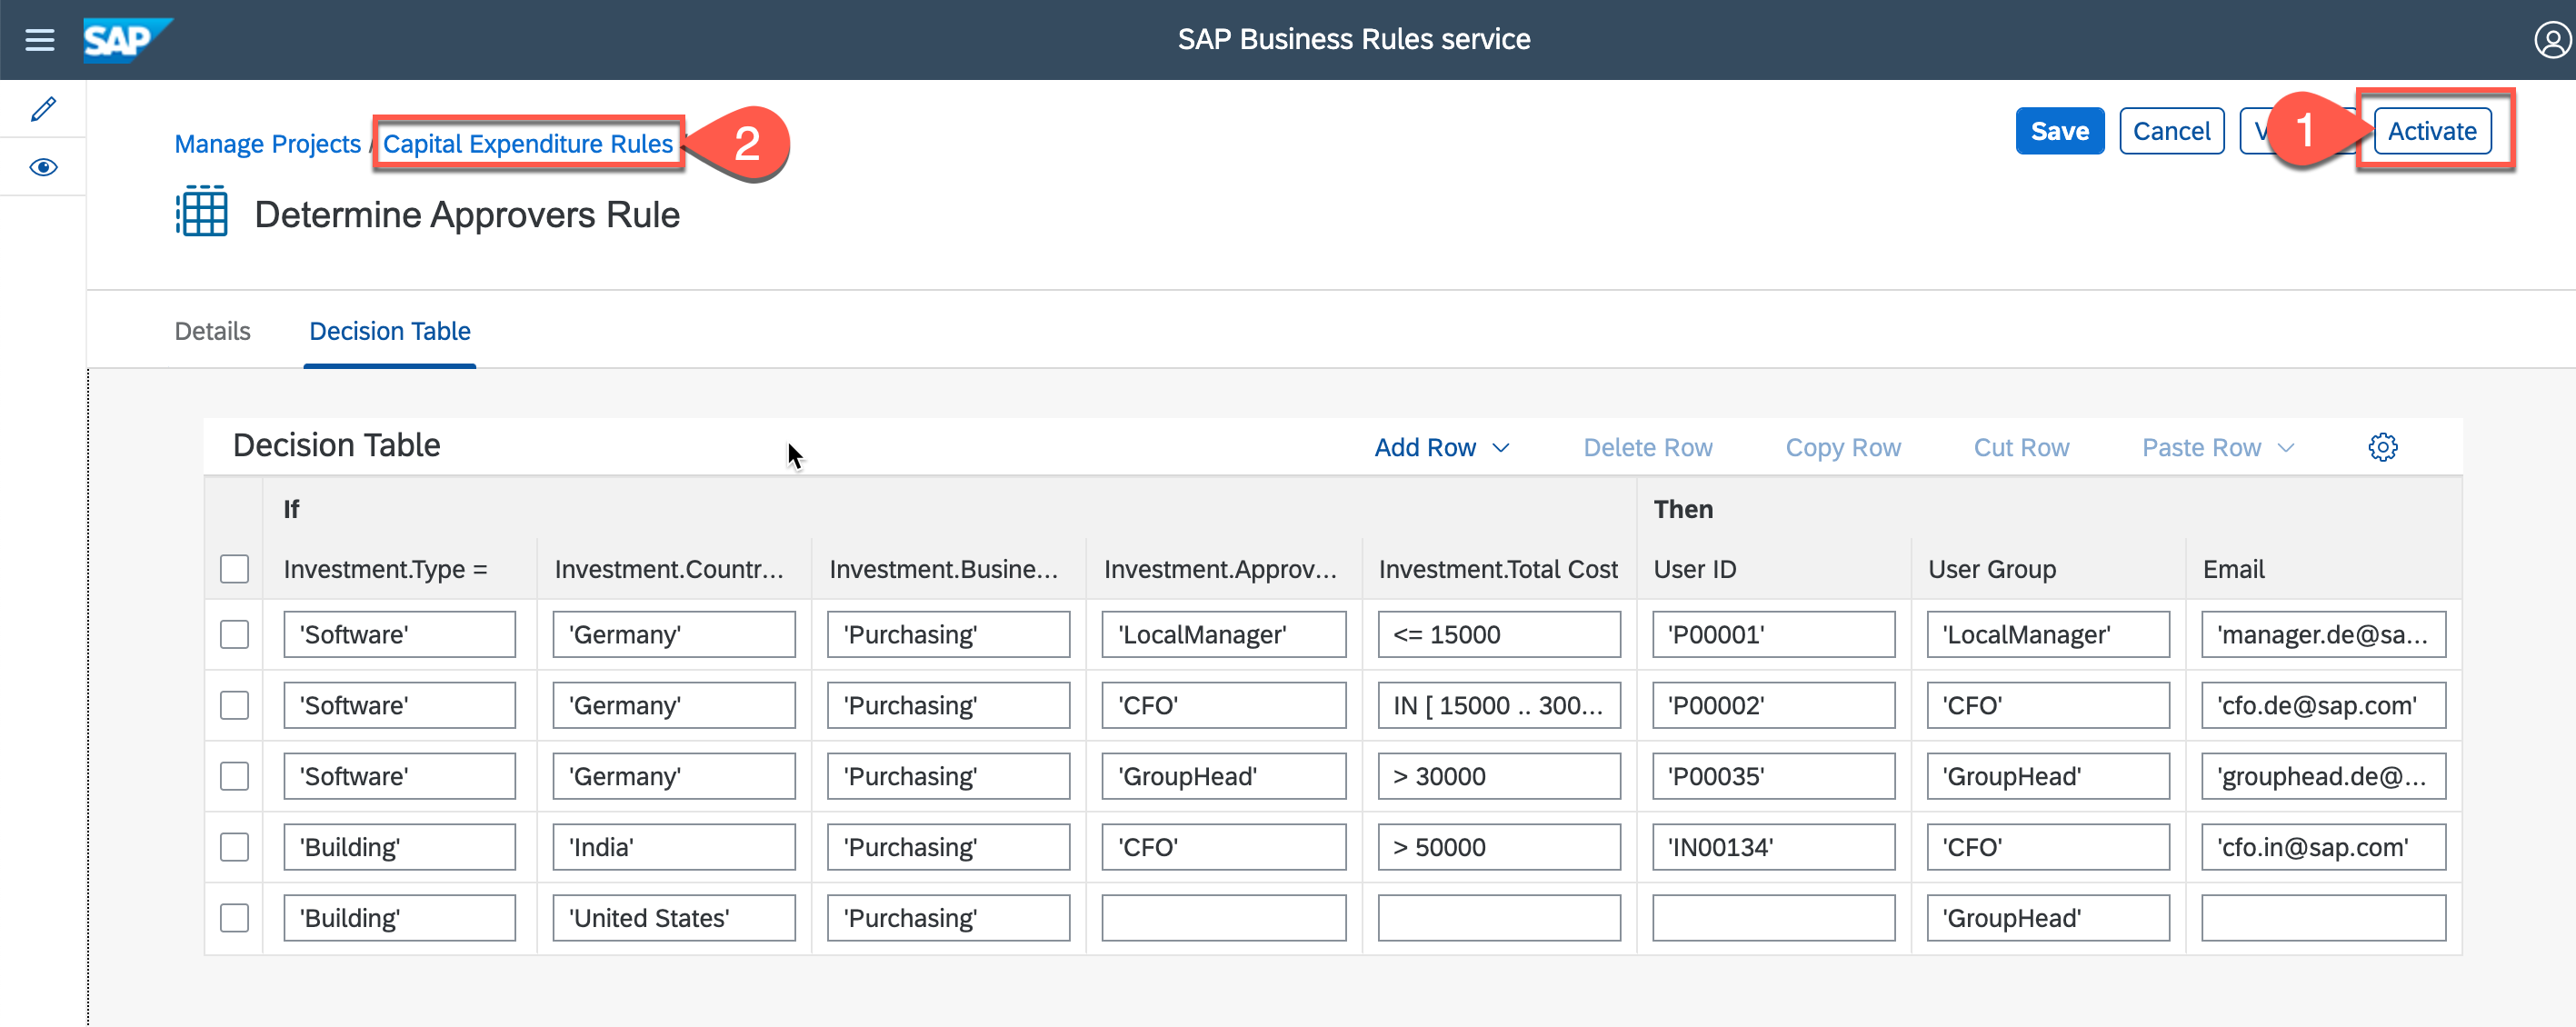 SAP SAP Business Rules service
Manage Projects / Capital Expenditure Rules 2 Save Cancel V 1 Activate
Determine Approvers Rule
Details Decision Table
Decision Table Add Row Delete Row Copy Row Cut Row Paste Row
If Then
Investment.Type = Investment.Countr... Investment.Busine... Investment.Approv... Investment.Total Cost User ID User Group Email
'Software' 'Germany' 'Purchasing' 'LocalManager' <= 15000 'P00001' 'LocalManager' 'manager.de@sa...
'Software' 'Germany' 'Purchasing' 'CFO' IN [ 15000 .. 300... 'P00002' 'CFO' 'cfo.de@sap.com'
'Software' 'Germany' 'Purchasing' 'GroupHead' > 30000 'P00035' 'GroupHead' 'grouphead.de@...
'Building' 'India' 'Purchasing' 'CFO' > 50000 'IN00134' 'CFO' 'cfo.in@sap.com'
'Building' 'United States' 'Purchasing' 'GroupHead'